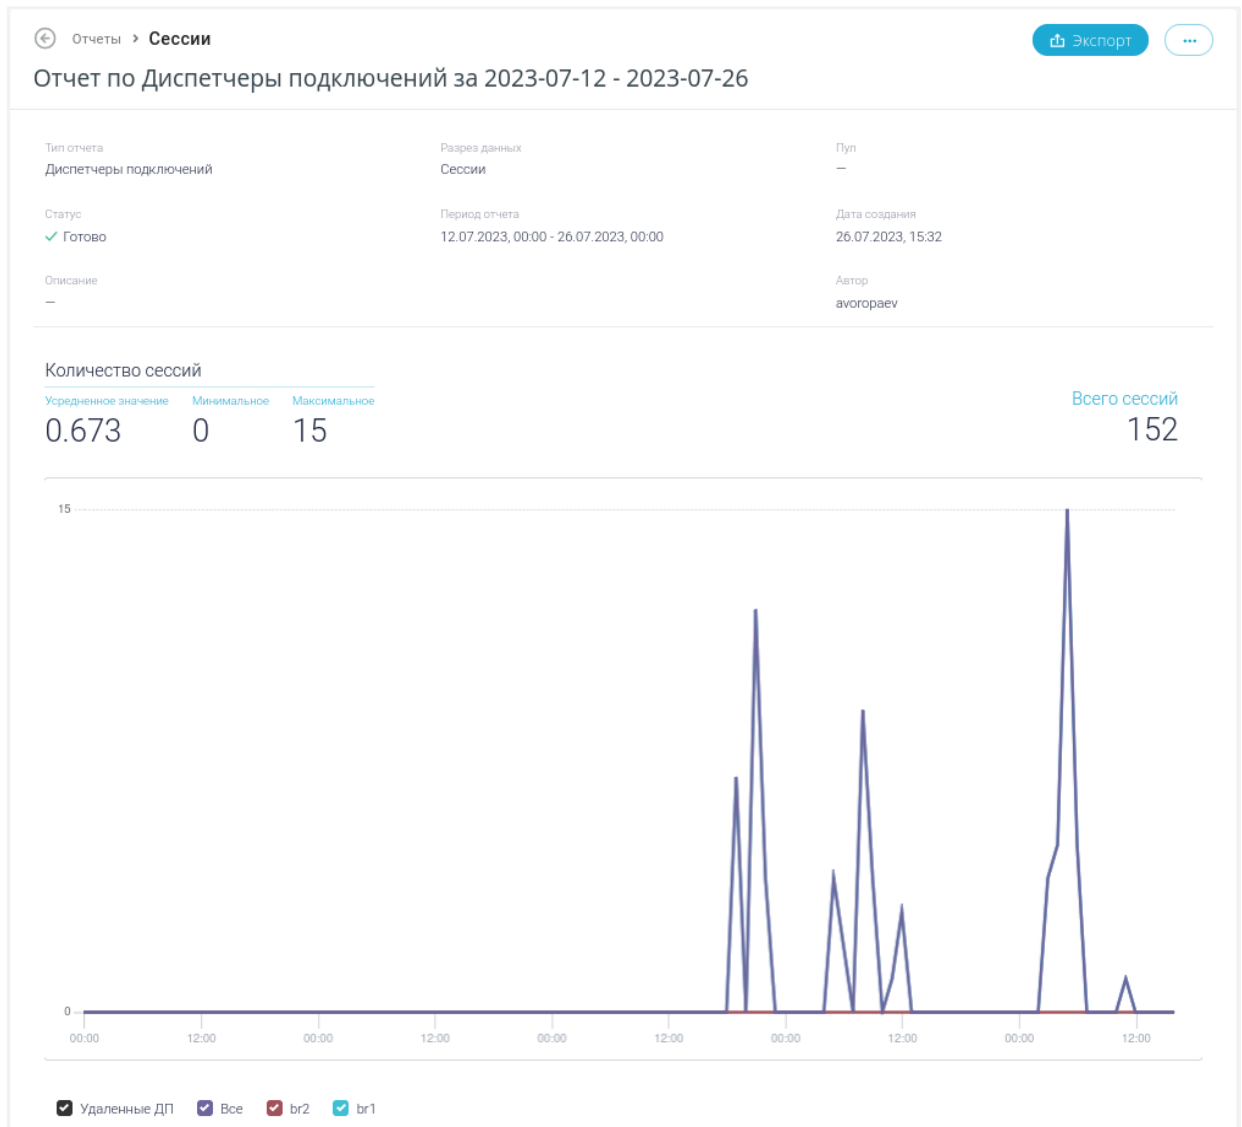 Отчеты > Сессии
Экспорт
...
Отчет по Диспетчеры подключений за 2023-07-12 - 2023-07-26
Тип отчета
Диспетчеры подключений
Разрез данных
Сессии
Пул
—
Статус
Готово
Период отчета
12.07.2023, 00:00 - 26.07.2023, 00:00
Дата создания
26.07.2023, 15:32
Описание
—
Автор
avoropaev
Количество сессий
Усредненное значение Минимальное Максимальное
0.673 0 15
Всего сессий
152
15
0
00:00 12:00 00:00 12:00 00:00 12:00 00:00 12:00 00:00 12:00
Удаленные ДП Все br2 br1